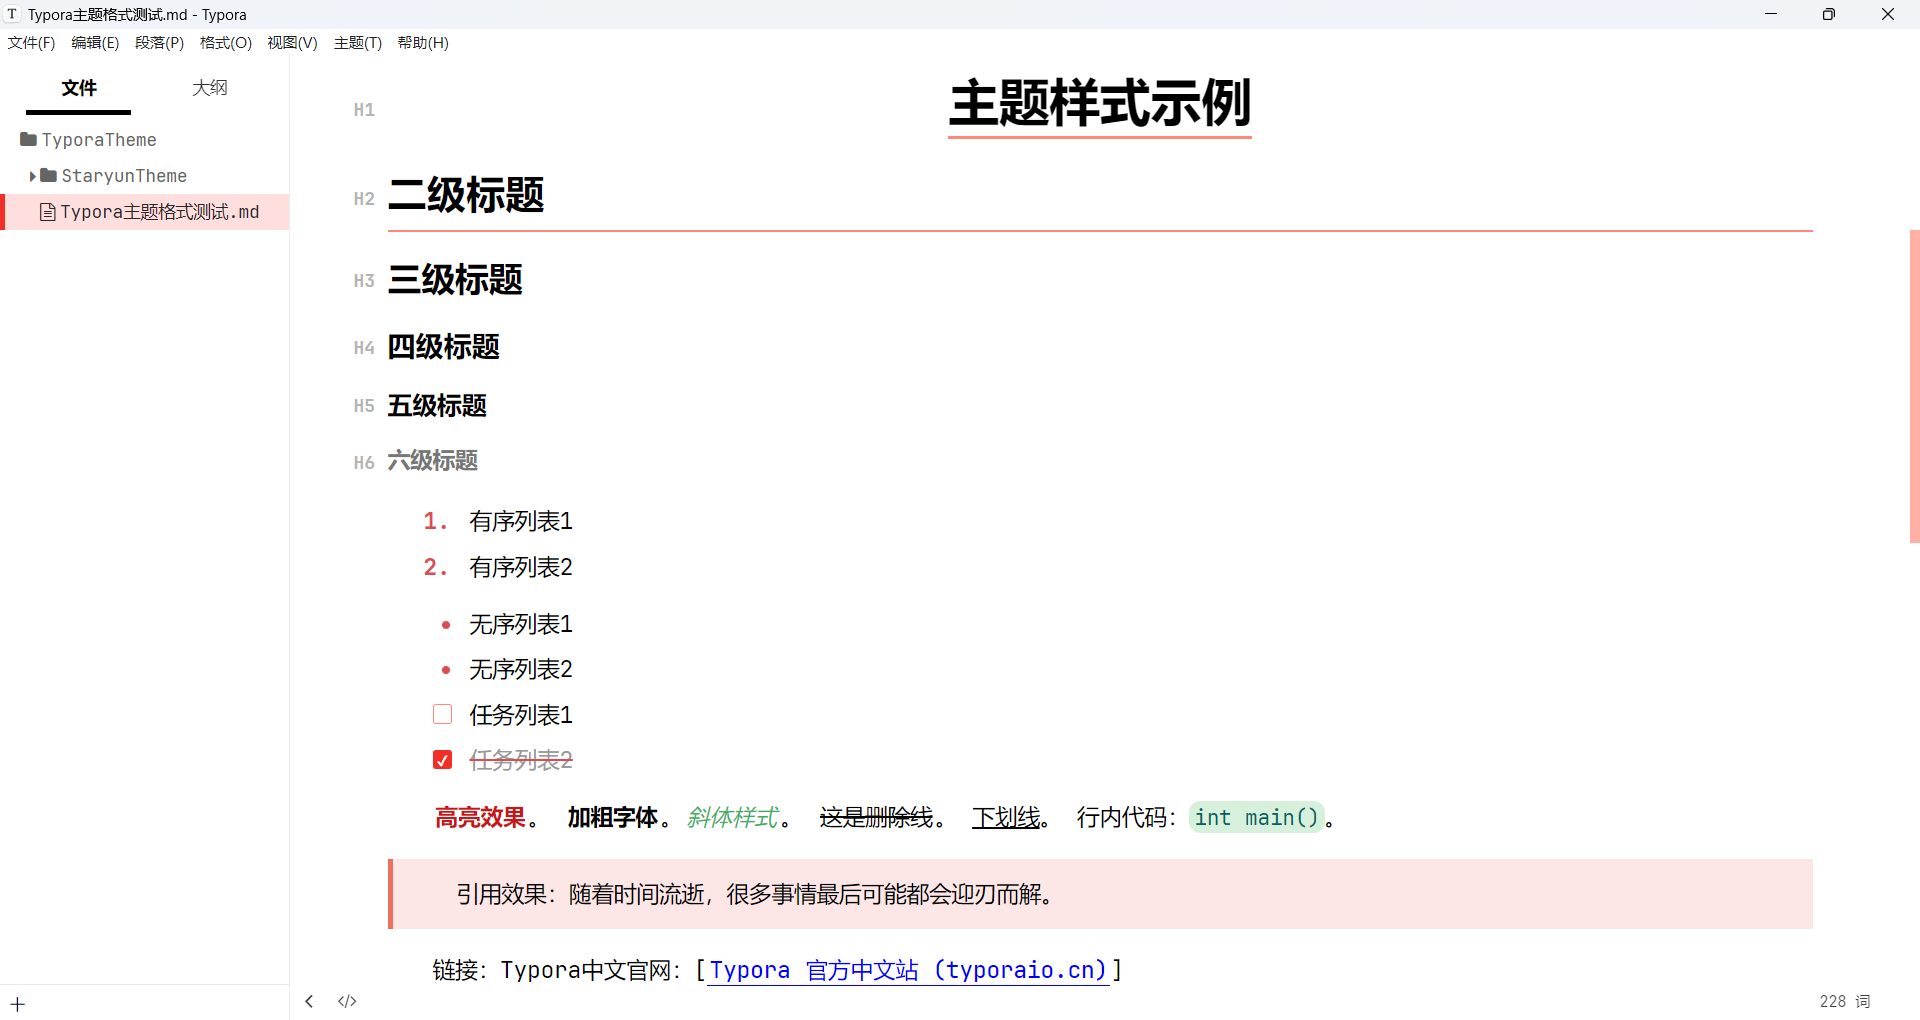 T Typora主题格式测试.md - Typora
文件(F) 编辑(E) 段落(P) 格式(O) 视图(V) 主题(T) 帮助(H)
文件 大纲
TyporaTheme
StaryunTheme
Typora主题格式测试.md
H1 主题样式示例
H2 二级标题
H3 三级标题
H4 四级标题
H5 五级标题
H6 六级标题
1. 有序列表1
2. 有序列表2
• 无序列表1
• 无序列表2
任务列表1
任务列表2
高亮效果。 加粗字体。 斜体样式。 这是删除线。 下划线。 行内代码：int main()。
引用效果：随着时间流逝，很多事情最后可能都会迎刃而解。
链接：Typora中文官网：[Typora 官方中文站 (typoraio.cn)]
+ < </> 228 词